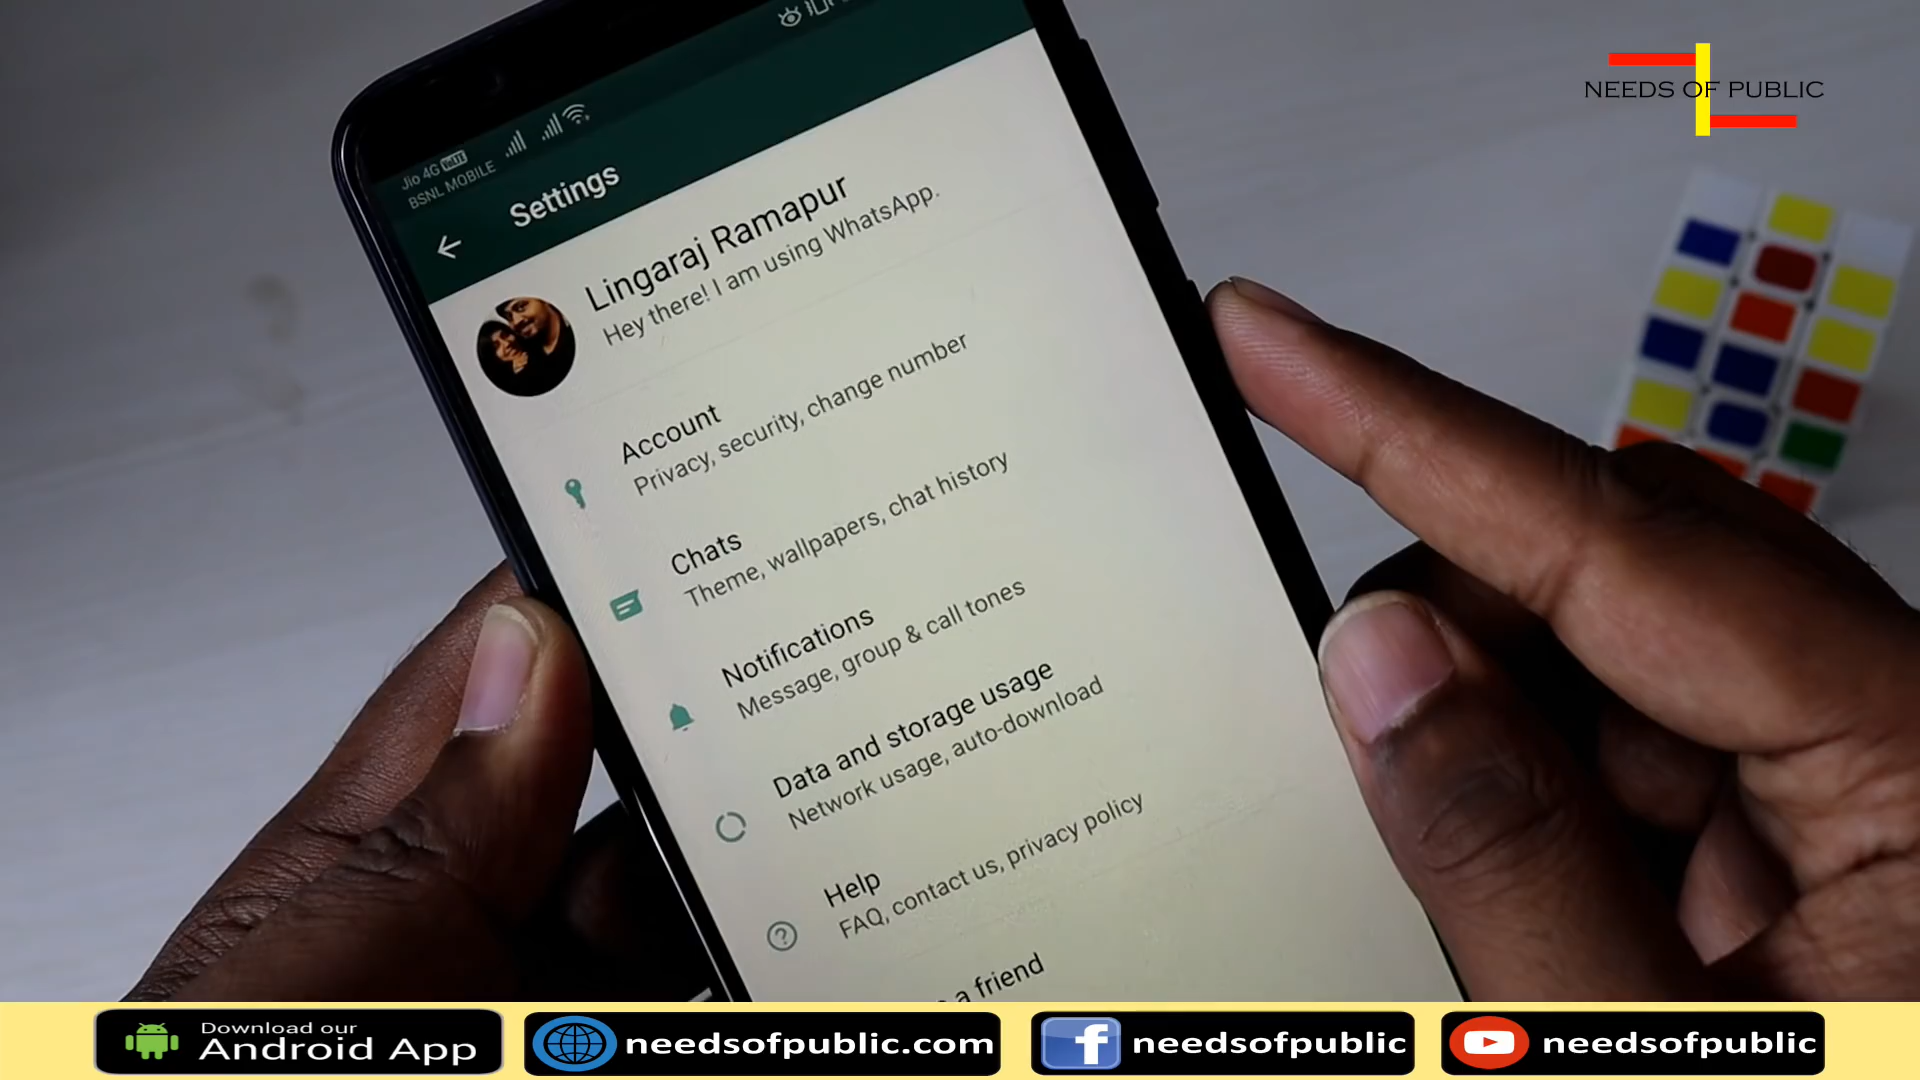 NEEDS OF PUBLIC
Jio 4G VoLTE
BSNL MOBILE
Settings
Lingaraj Ramapur
Hey there! I am using WhatsApp.
Account
Privacy, security, change number
Chats
Theme, wallpapers, chat history
Notifications
Message, group & call tones
Data and storage usage
Network usage, auto-download
Help
FAQ, contact us, privacy policy
a friend
Download our
Android App
needsofpublic.com
needsofpublic
needsofpublic